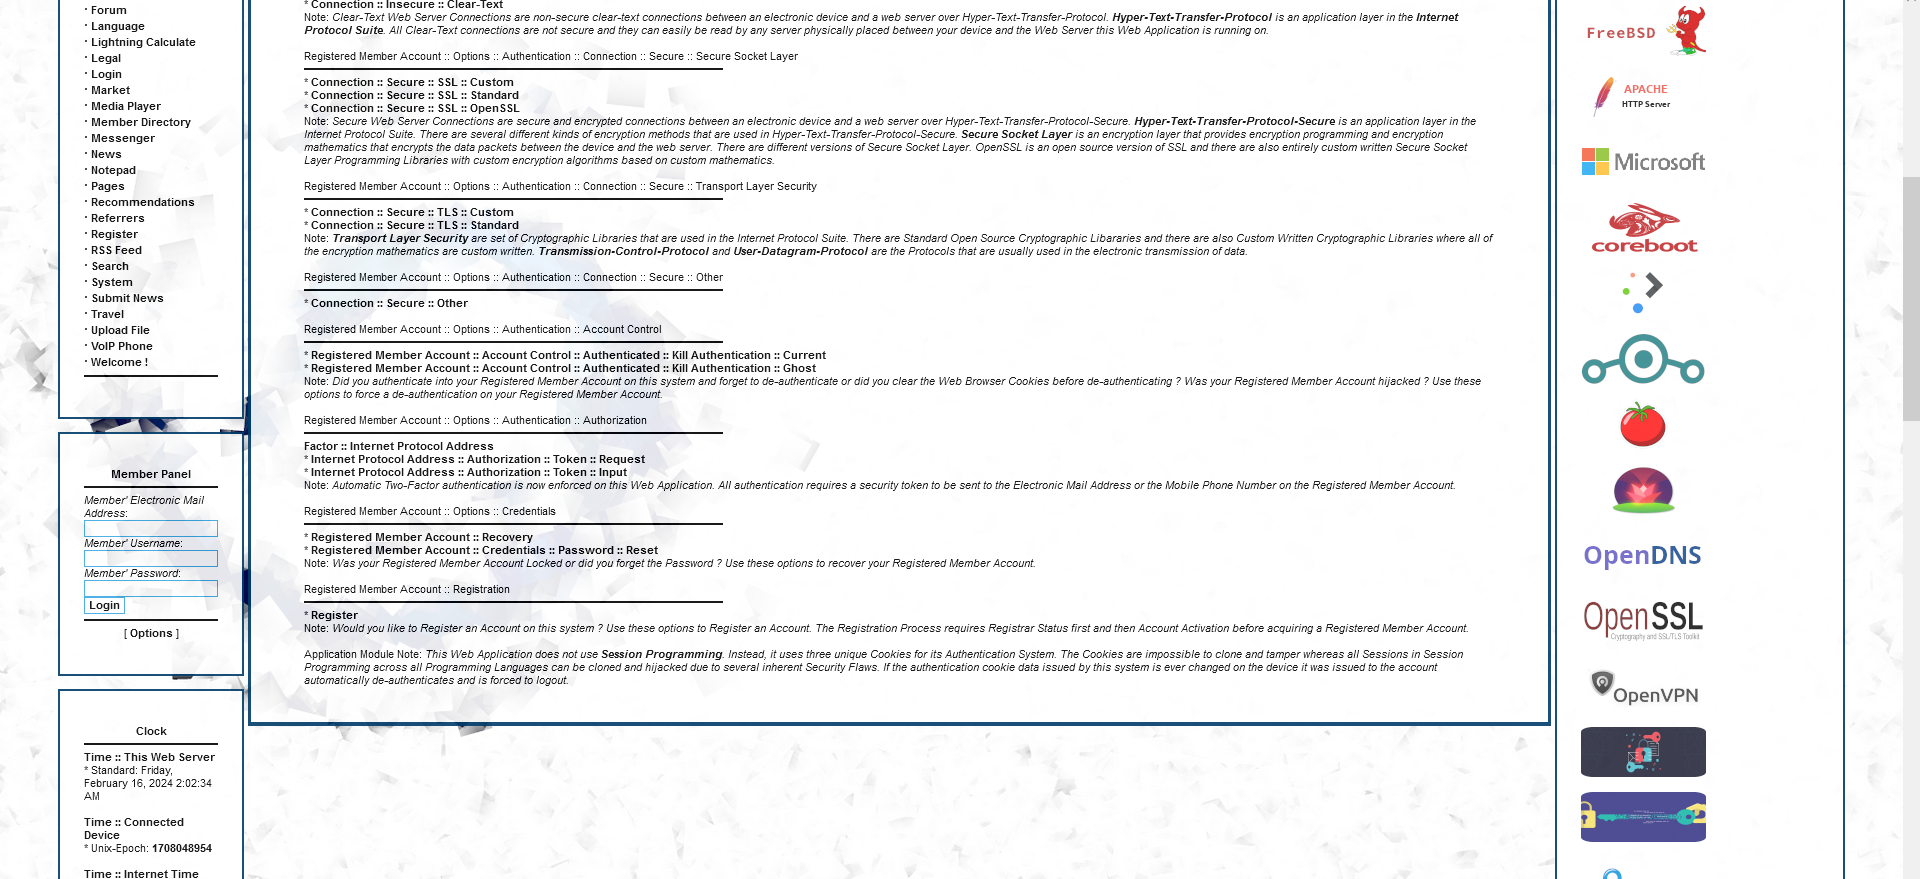 · Forum
· Language
· Lightning Calculate
· Legal
· Login
· Market
· Media Player
· Member Directory
· Messenger
· News
· Notepad
· Pages
· Recommendations
· Referrers
· Register
· RSS Feed
· Search
· System
· Submit News
· Travel
· Upload File
· VoIP Phone
· Welcome !
Member Panel
Member' Electronic Mail
Address:
Member' Username:
Member' Password:
Login
[ Options ]
Clock
Time :: This Web Server
* Standard: Friday,
February 16, 2024 2:02:34
AM
Time :: Connected
Device
* Unix-Epoch: 1708048954
Time :: Internet Time
* Connection :: Insecure :: Clear-Text
Note: Clear-Text Web Server Connections are non-secure clear-text connections between an electronic device and a web server over Hyper-Text-Transfer-Protocol. Hyper-Text-Transfer-Protocol is an application layer in the Internet
Protocol Suite. All Clear-Text connections are not secure and they can easily be read by any server physically placed between your device and the Web Server this Web Application is running on.
Registered Member Account :: Options :: Authentication :: Connection :: Secure :: Secure Socket Layer
* Connection :: Secure :: SSL :: Custom
* Connection :: Secure :: SSL :: Standard
* Connection :: Secure :: SSL :: OpenSSL
Note: Secure Web Server Connections are secure and encrypted connections between an electronic device and a web server over Hyper-Text-Transfer-Protocol-Secure. Hyper-Text-Transfer-Protocol-Secure is an application layer in the
Internet Protocol Suite. There are several different kinds of encryption methods that are used in Hyper-Text-Transfer-Protocol-Secure. Secure Socket Layer is an encryption layer that provides encryption programming and encryption
mathematics that encrypts the data packets between the device and the web server. There are different versions of Secure Socket Layer. OpenSSL is an open source version of SSL and there are also entirely custom written Secure Socket
Layer Programming Libraries with custom encryption algorithms based on custom mathematics.
Registered Member Account :: Options :: Authentication :: Connection :: Secure :: Transport Layer Security
* Connection :: Secure :: TLS :: Custom
* Connection :: Secure :: TLS :: Standard
Note: Transport Layer Security are set of Cryptographic Libraries that are used in the Internet Protocol Suite. There are Standard Open Source Cryptographic Libararies and there are also Custom Written Cryptographic Libraries where all of
the encryption mathematics are custom written. Transmission-Control-Protocol and User-Datagram-Protocol are the Protocols that are usually used in the electronic transmission of data.
Registered Member Account :: Options :: Authentication :: Connection :: Secure :: Other
* Connection :: Secure :: Other
Registered Member Account :: Options :: Authentication :: Account Control
* Registered Member Account :: Account Control :: Authenticated :: Kill Authentication :: Current
* Registered Member Account :: Account Control :: Authenticated :: Kill Authentication :: Ghost
Note: Did you authenticate into your Registered Member Account on this system and forget to de-authenticate or did you clear the Web Browser Cookies before de-authenticating ? Was your Registered Member Account hijacked ? Use these
options to force a de-authentication on your Registered Member Account.
Registered Member Account :: Options :: Authentication :: Authorization
Factor :: Internet Protocol Address
* Internet Protocol Address :: Authorization :: Token :: Request
* Internet Protocol Address :: Authorization :: Token :: Input
Note: Automatic Two-Factor authentication is now enforced on this Web Application. All authentication requires a security token to be sent to the Electronic Mail Address or the Mobile Phone Number on the Registered Member Account.
Registered Member Account :: Options :: Credentials
* Registered Member Account :: Recovery
* Registered Member Account :: Credentials :: Password :: Reset
Note: Was your Registered Member Account Locked or did you forget the Password ? Use these options to recover your Registered Member Account.
Registered Member Account :: Registration
* Register
Note: Would you like to Register an Account on this system ? Use these options to Register an Account. The Registration Process requires Registrar Status first and then Account Activation before acquiring a Registered Member Account.
Application Module Note: This Web Application does not use Session Programming. Instead, it uses three unique Cookies for its Authentication System. The Cookies are impossible to clone and tamper whereas all Sessions in Session
Programming across all Programming Languages can be cloned and hijacked due to several inherent Security Flaws. If the authentication cookie data issued by this system is ever changed on the device it was issued to the account
automatically de-authenticates and is forced to logout.
FreeBSD
APACHE
HTTP Server
Microsoft
coreboot
OpenDNS
OpenSSL
Cryptography and SSL/TLS Toolkit
OpenVPN